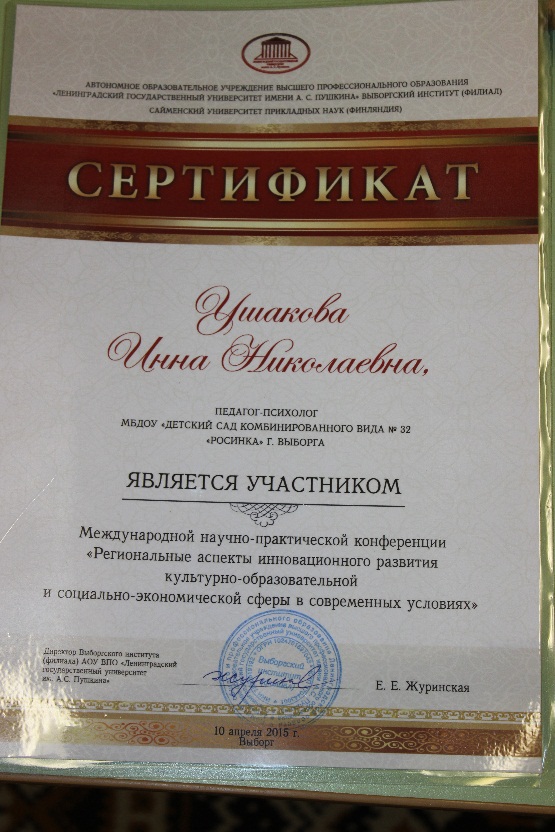 АВТОНОМНОЕ ОБРАЗОВАТЕЛЬНОЕ УЧРЕЖДЕНИЕ ВЫСШЕГО ПРОФЕССИОНАЛЬНОГО ОБРАЗОВАНИЯ
«ЛЕНИНГРАДСКИЙ ГОСУДАРСТВЕННЫЙ УНИВЕРСИТЕТ ИМЕНИ А. С. ПУШКИНА» ВЫБОРГСКИЙ ИНСТИТУТ (ФИЛИАЛ)
САЙМЕНСКИЙ УНИВЕРСИТЕТ ПРИКЛАДНЫХ НАУК (ФИНЛЯНДИЯ)
СЕРТИФИКАТ
Ушакова
Инна Николаевна,
ПЕДАГОГ-ПСИХОЛОГ
МБДОУ «ДЕТСКИЙ САД КОМБИНИРОВАННОГО ВИДА № 32
«РОСИНКА» Г. ВЫБОРГА
ЯВЛЯЕТСЯ УЧАСТНИКОМ
Международной научно-практической конференции
«Региональные аспекты инновационного развития
культурно-образовательной
и социально-экономической сферы в современных условиях»
Директор Выборгского института
(филиала) АОУ ВПО «Ленинградский
государственный университет
им. А.С. Пушкина»
Выборгский
Е. Е. Журинская
10 апреля 2015 г.
Выборг